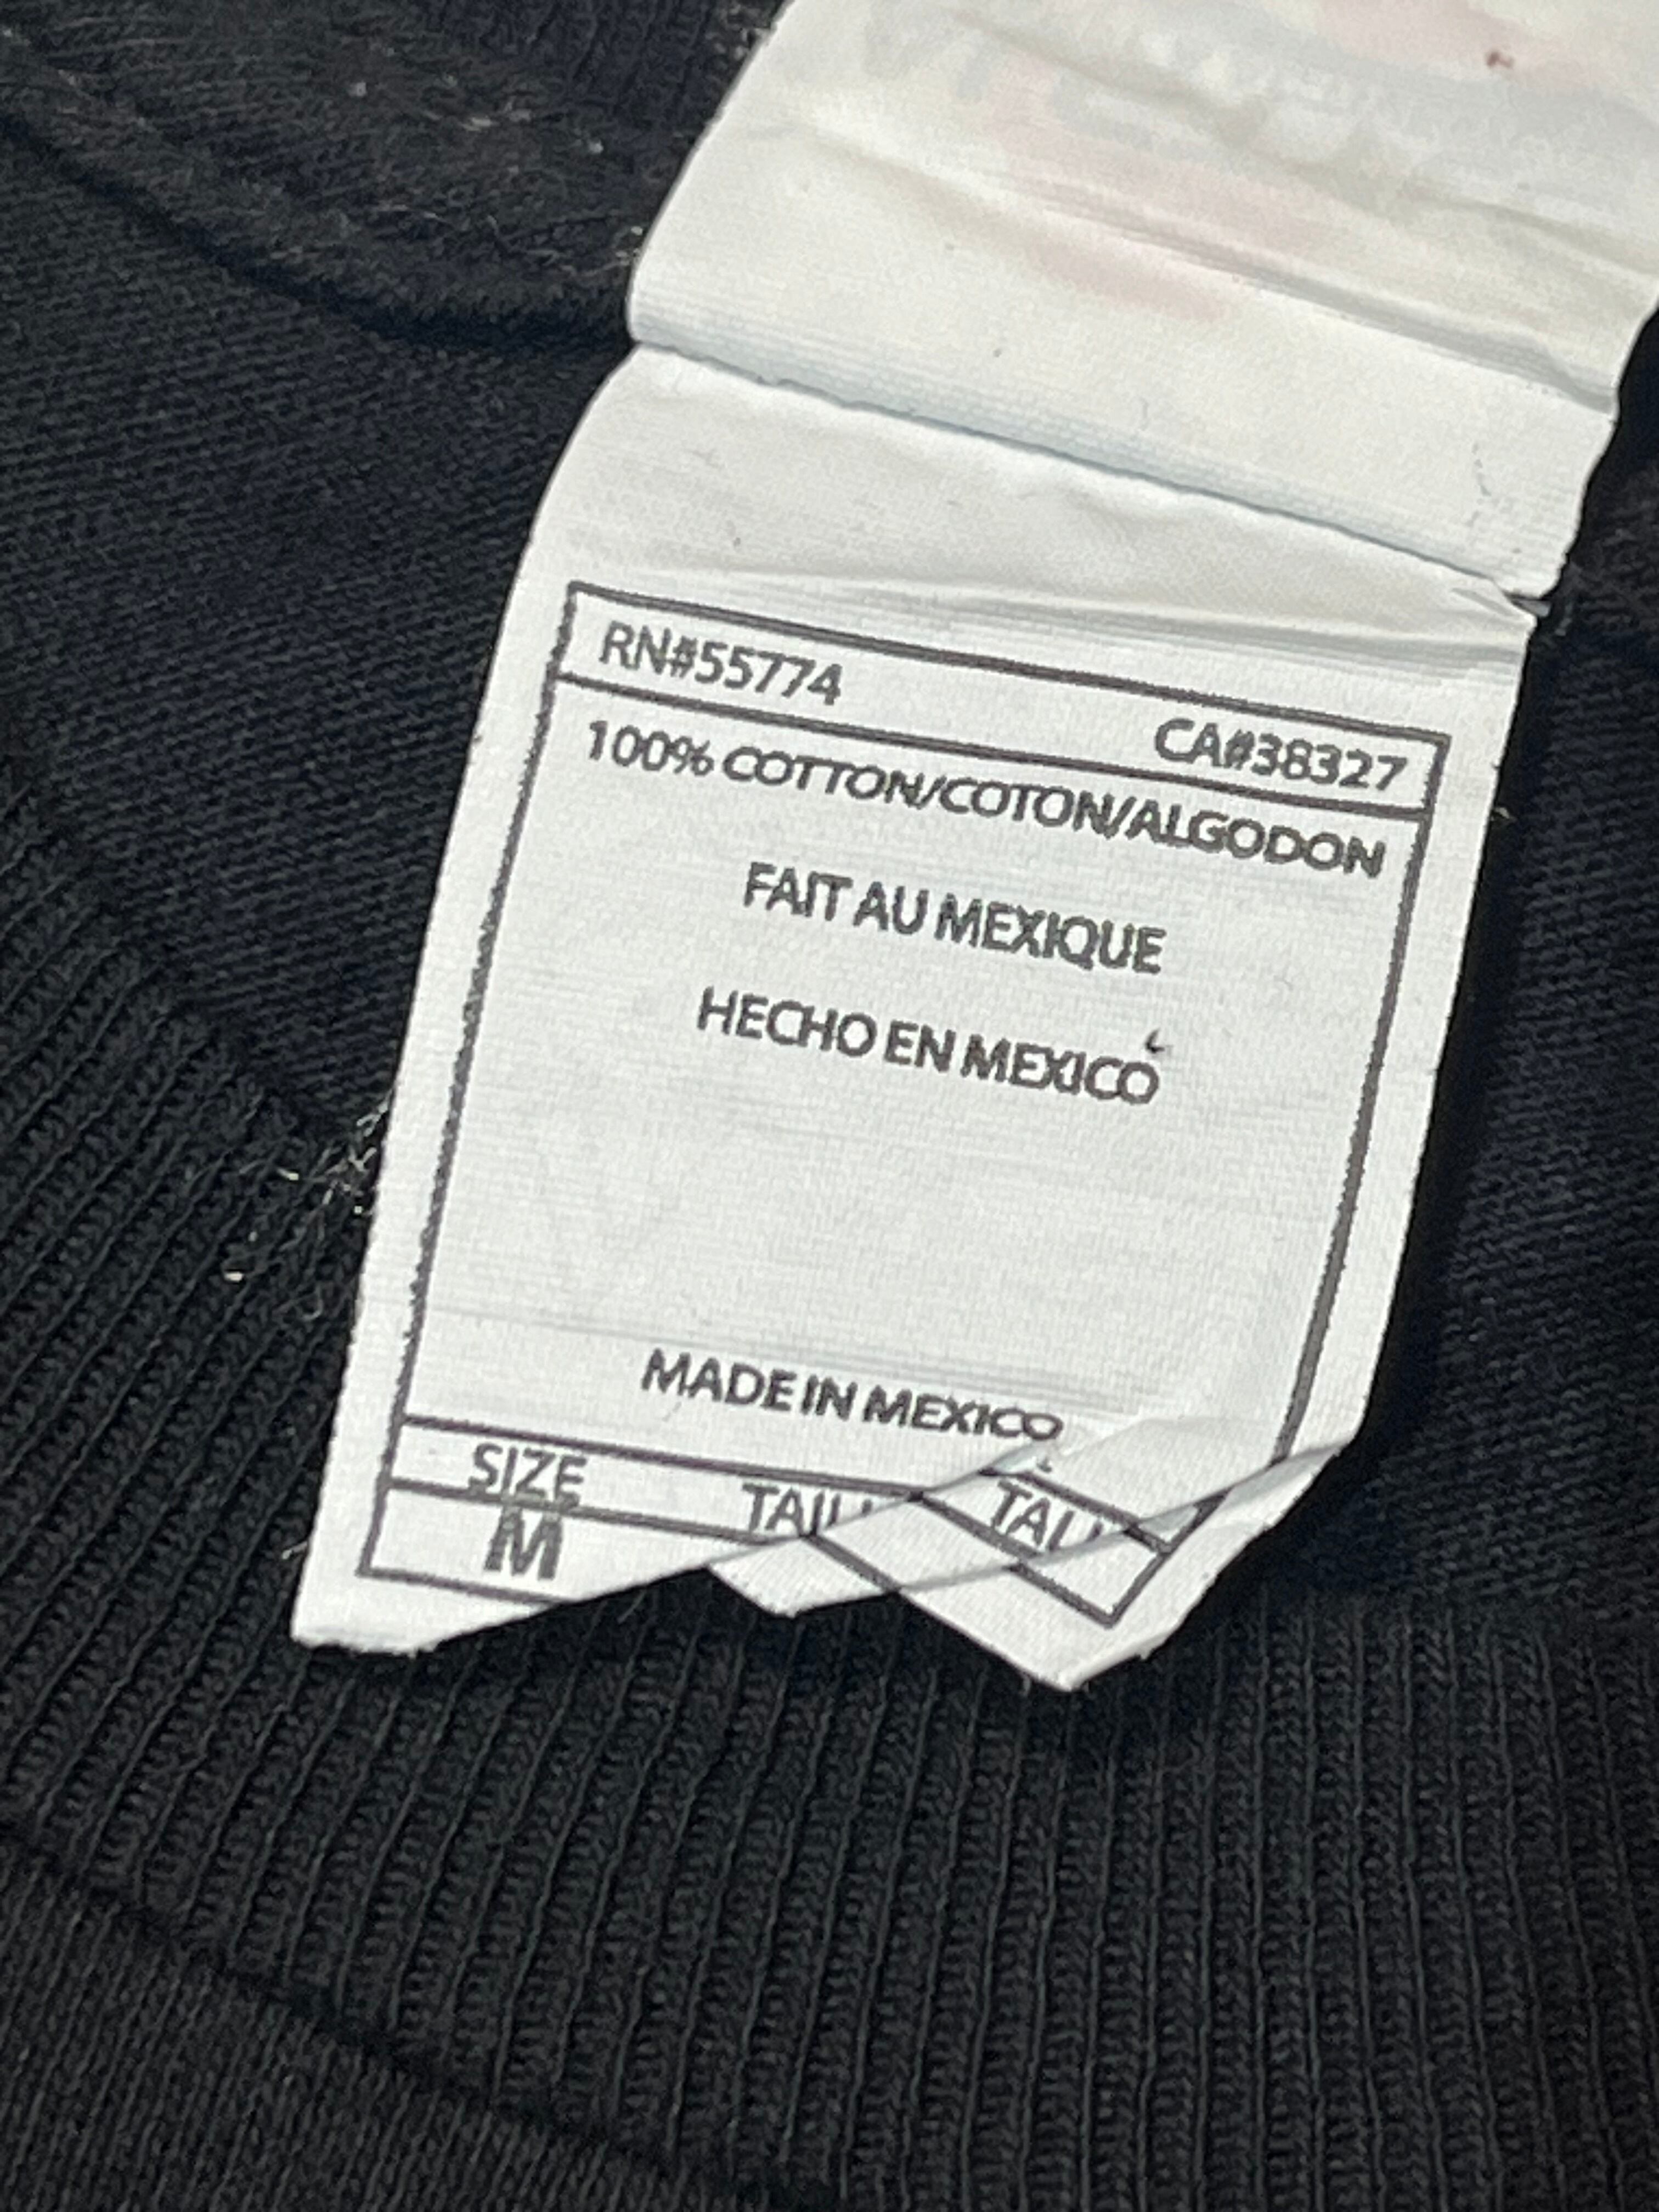 RN#55774 CA#38327
100% COTTON/COTON/ALGODON
FAIT AU MEXIQUE
HECHO EN MEXICO
MADE IN MEXICO
SIZE
M